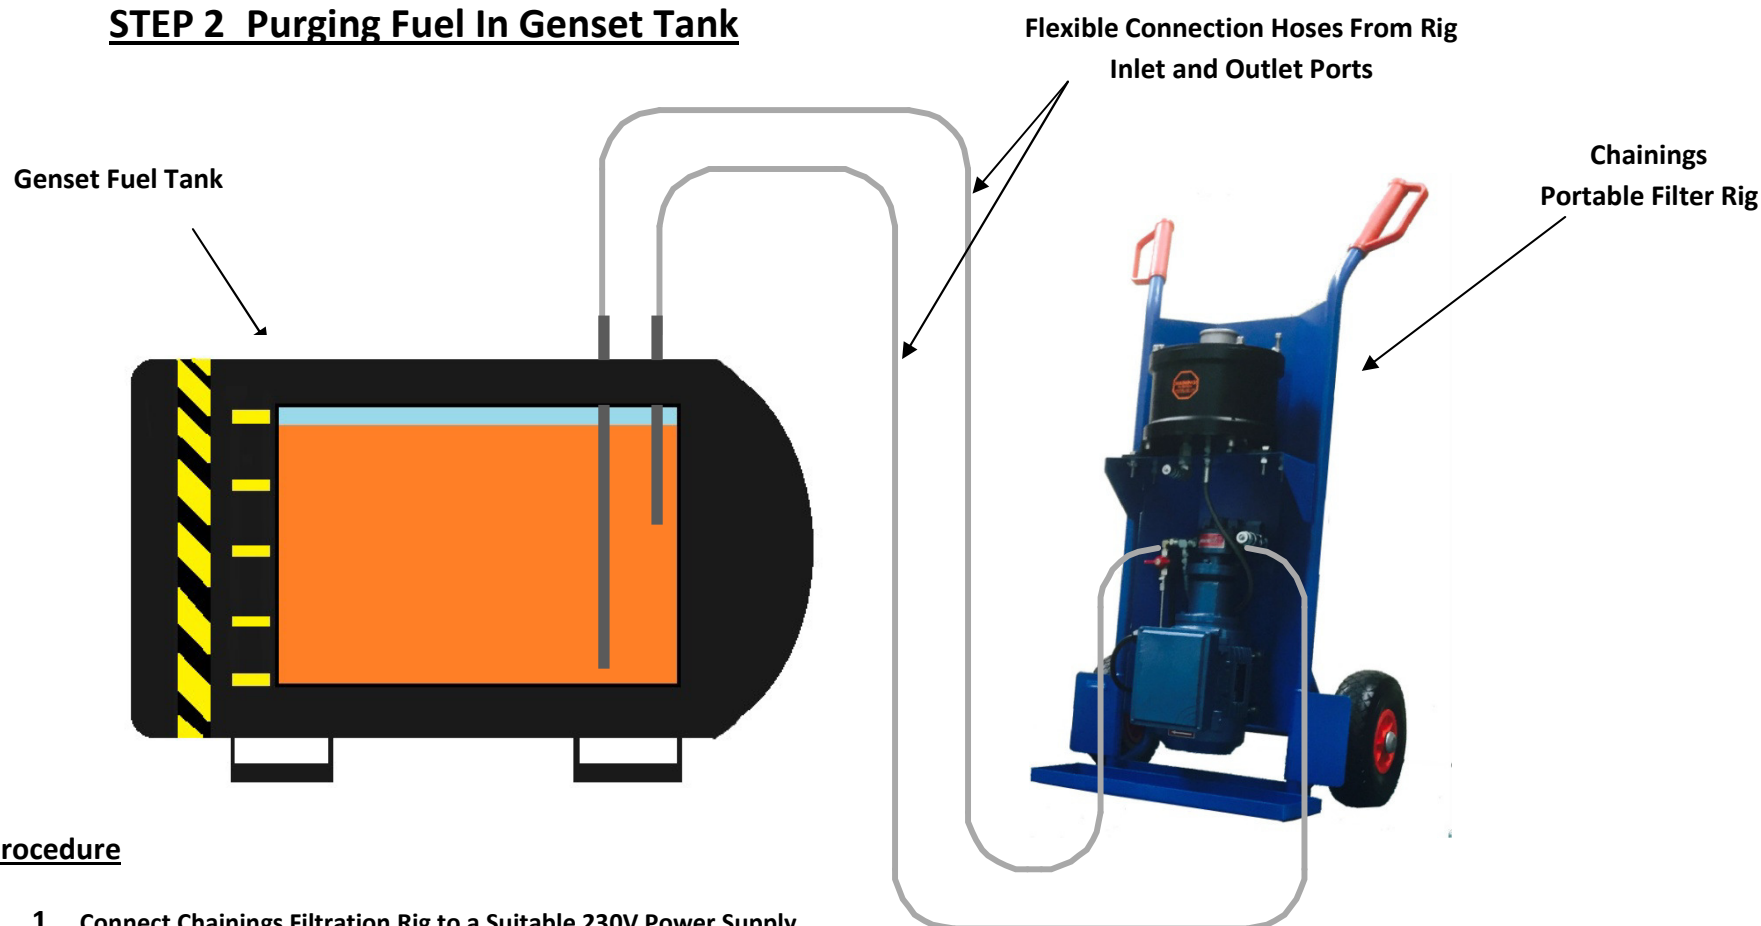 STEP 2 Purging Fuel In Genset Tank
Flexible Connection Hoses From Rig
Inlet and Outlet Ports
Chainings
Portable Filter Rig
Genset Fuel Tank
rocedure
1 Connect Chainings Filtration Rig to a Suitable 230V Power Supply